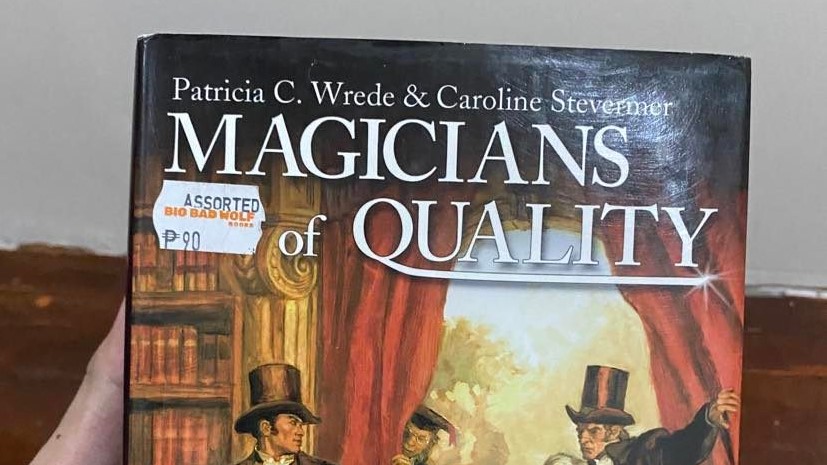 Patricia C. Wrede & Caroline Stevermer
MAGICIANS
of QUALITY
ASSORTED
BIG BAD WOLF
BOOKS
₱90